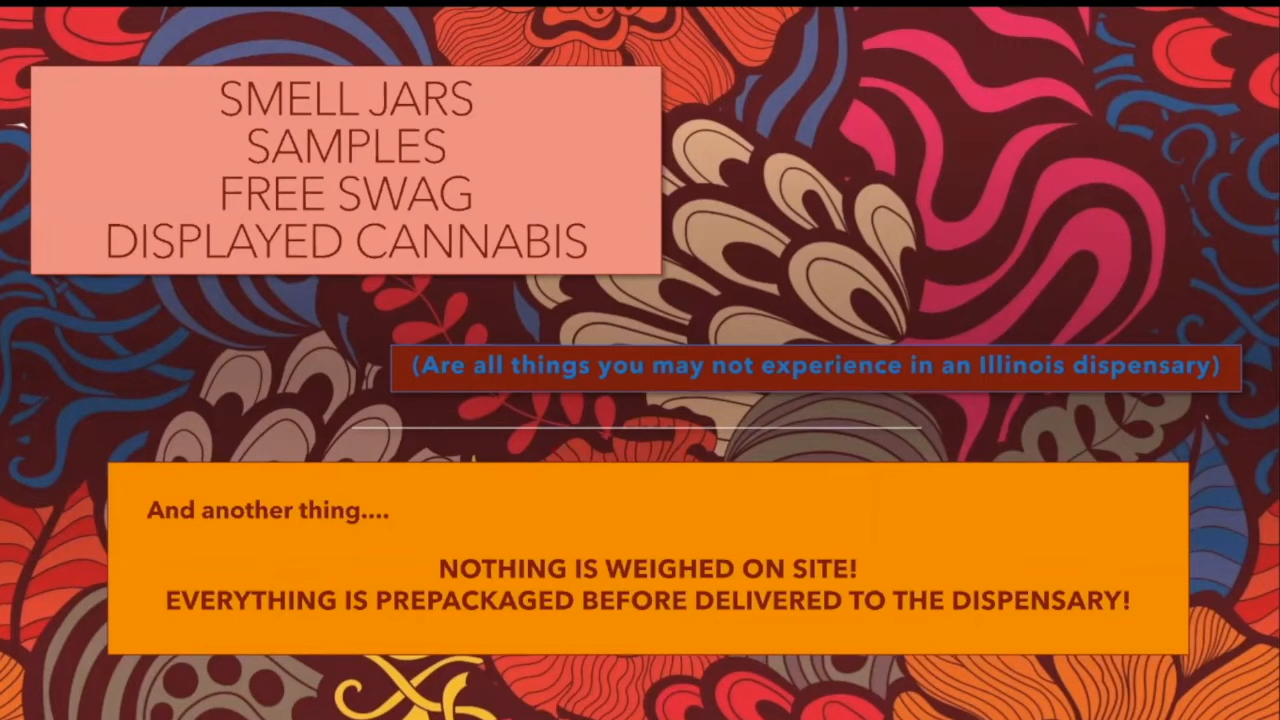 SMELL JARS
SAMPLES
FREE SWAG
DISPLAYED CANNABIS
(Are all things you may not experience in an Illinois dispensary)
And another thing....
NOTHING IS WEIGHED ON SITE!
EVERYTHING IS PREPACKAGED BEFORE DELIVERED TO THE DISPENSARY!